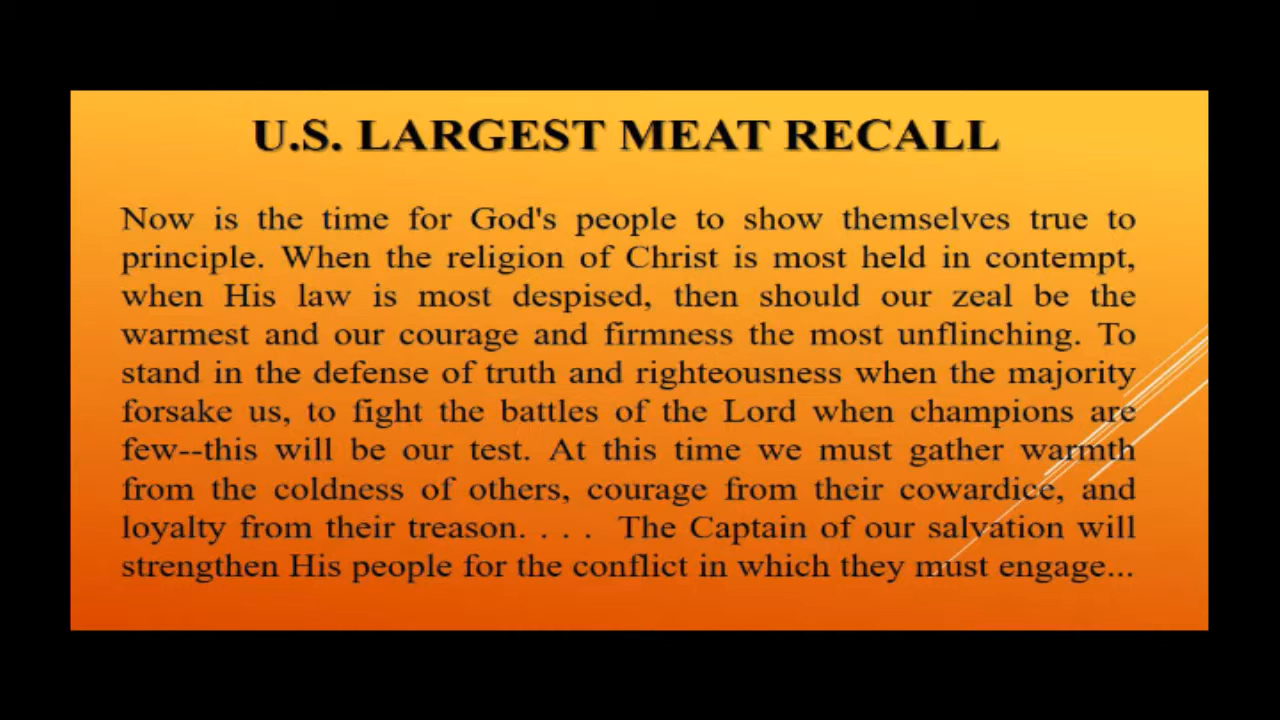 U.S. LARGEST MEAT RECALL
Now is the time for God's people to show themselves true to
principle. When the religion of Christ is most held in contempt,
when His law is most despised, then should our zeal be the
warmest and our courage and firmness the most unflinching. To
stand in the defense of truth and righteousness when the majority
forsake us, to fight the battles of the Lord when champions are
few--this will be our test. At this time we must gather warmth
from the coldness of others, courage from their cowardice, and
loyalty from their treason. . . . The Captain of our salvation will
strengthen His people for the conflict in which they must engage...